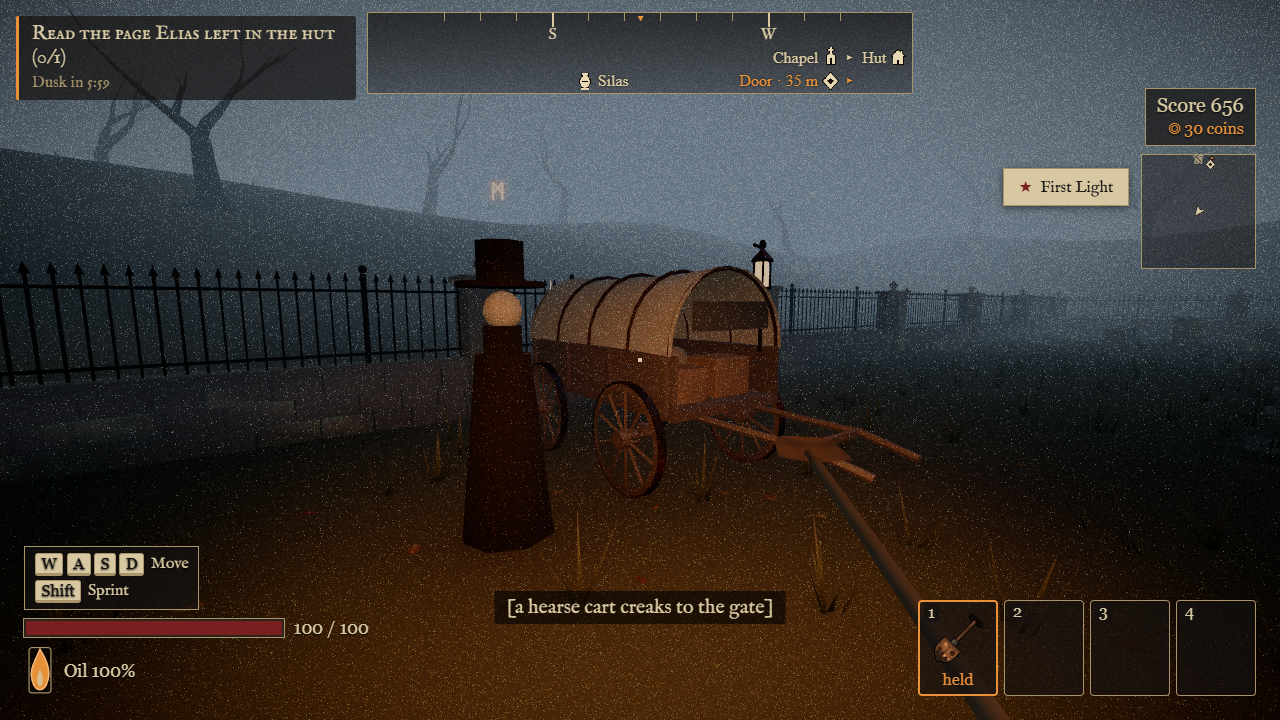 Read the page Elias left in the hut
(0/1)
Dusk in 5:59
S
W
Chapel
Hut
Silas
Door · 35 m
Score 656
30 coins
N
First Light
M
W A S D Move
Shift Sprint
[a hearse cart creaks to the gate]
100 / 100
Oil 100%
1
2
3
4
held